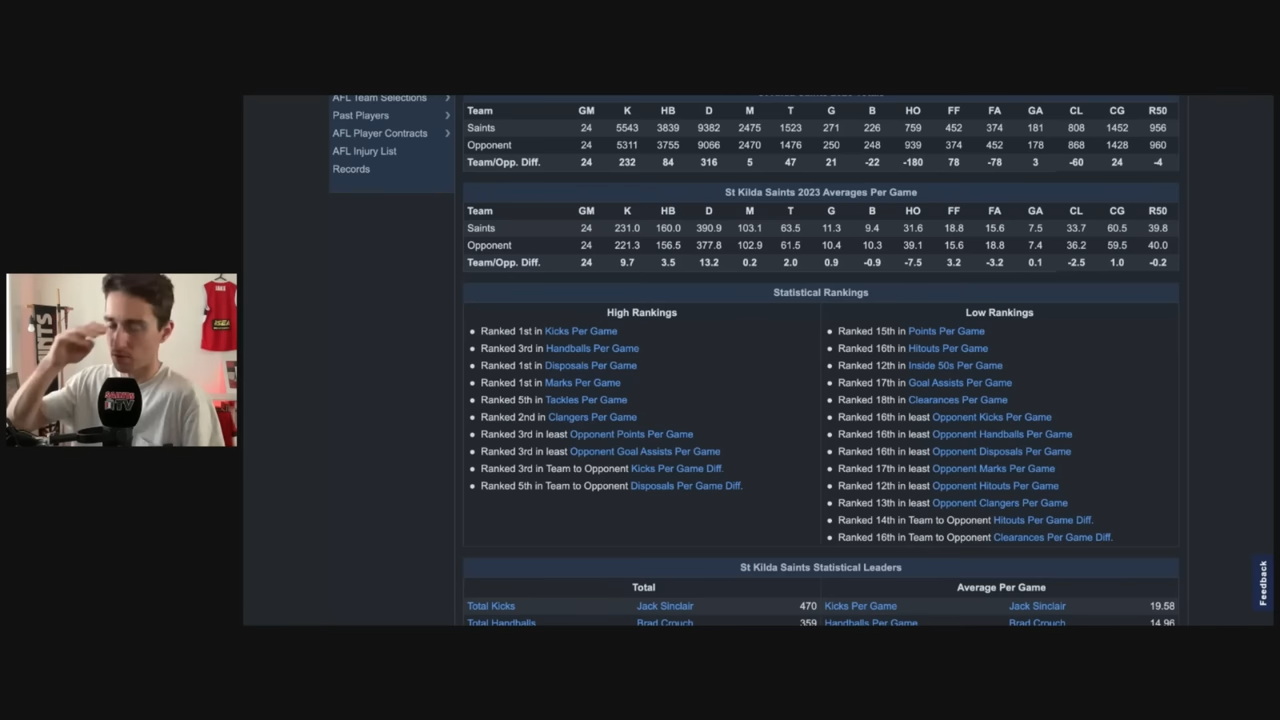 AFL Team Selections
Past Players
AFL Player Contracts
AFL Injury List
Records
Team GM K HB D M T G B HO FF FA GA CL CG R50
Saints 24 5543 3839 9382 2475 1523 271 226 759 452 374 181 808 1452 956
Opponent 24 5311 3755 9066 2470 1476 250 248 939 374 452 178 868 1428 960
Team/Opp. Diff. 24 232 84 316 5 47 21 -22 -180 78 -78 3 -60 24 -4
St Kilda Saints 2023 Averages Per Game
Team GM K HB D M T G B HO FF FA GA CL CG R50
Saints 24 231.0 160.0 390.9 103.1 63.5 11.3 9.4 31.6 18.8 15.6 7.5 33.7 60.5 39.8
Opponent 24 221.3 156.5 377.8 102.9 61.5 10.4 10.3 39.1 15.6 18.8 7.4 36.2 59.5 40.0
Team/Opp. Diff. 24 9.7 3.5 13.2 0.2 2.0 0.9 -0.9 -7.5 3.2 -3.2 0.1 -2.5 1.0 -0.2
Statistical Rankings
High Rankings
Ranked 1st in Kicks Per Game
Ranked 3rd in Handballs Per Game
Ranked 1st in Disposals Per Game
Ranked 1st in Marks Per Game
Ranked 5th in Tackles Per Game
Ranked 2nd in Clangers Per Game
Ranked 3rd in least Opponent Points Per Game
Ranked 3rd in least Opponent Goal Assists Per Game
Ranked 3rd in Team to Opponent Kicks Per Game Diff.
Ranked 5th in Team to Opponent Disposals Per Game Diff.
Low Rankings
Ranked 15th in Points Per Game
Ranked 16th in Hitouts Per Game
Ranked 12th in Inside 50s Per Game
Ranked 17th in Goal Assists Per Game
Ranked 18th in Clearances Per Game
Ranked 16th in least Opponent Kicks Per Game
Ranked 16th in least Opponent Handballs Per Game
Ranked 16th in least Opponent Disposals Per Game
Ranked 17th in least Opponent Marks Per Game
Ranked 12th in least Opponent Hitouts Per Game
Ranked 13th in least Opponent Clangers Per Game
Ranked 14th in Team to Opponent Hitouts Per Game Diff.
Ranked 16th in Team to Opponent Clearances Per Game Diff.
St Kilda Saints Statistical Leaders
Total Average Per Game
Total Kicks Jack Sinclair 470 Kicks Per Game Jack Sinclair 19.58
Total Handballs Brad Crouch 359 Handballs Per Game Brad Crouch 14.96
Feedback
SAINTS
TV